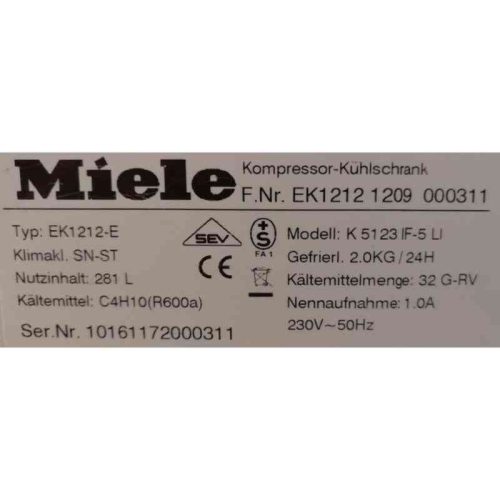 Miele
Kompressor-Kühlschrank
F.Nr. EK1212 1209 000311
Typ: EK1212-E
Klimakl. SN-ST
Nutzinhalt: 281 L
Kältemittel: C4H10(R600a)
Ser.Nr. 10161172000311
SEV
CE
S
FA 1
Modell: K 5123 IF-5 LI
Gefrierl. 2.0KG/24H
Kältemittelmenge: 32 G-RV
Nennaufnahme: 1.0A
230V~50Hz